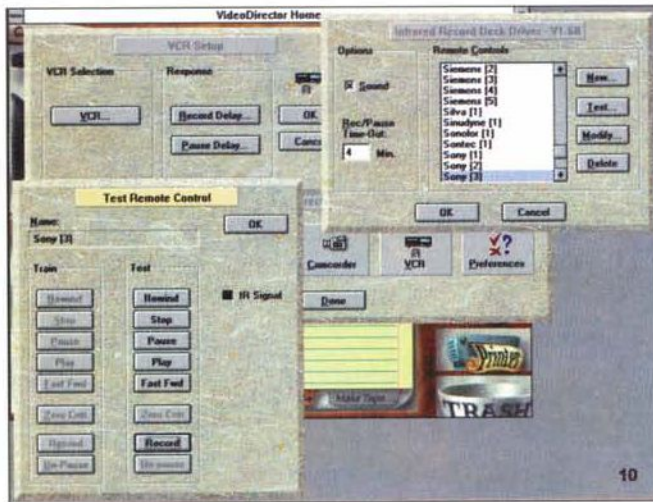 VideoDirector Home
VCR Setup
VCR Selection
VCR...
Response
Record Delay...
Pause Delay...
OK
Infrared Record Deck Driver - V1.60
Options
Sound
Rec/Pause
Time-Out:
4 Min.
Remote Controls
Siemens [2]
Siemens [3]
Siemens [4]
Siemens [5]
Silva [1]
Sinudyne [1]
Sonolor [1]
Sontec [1]
Sony [1]
Sony [2]
Sony [3]
New...
Test...
Modify...
Delete
OK
Cancel
Test Remote Control
Name:
Sony [3]
OK
Train
Rewind
Stop
Pause
Play
Fast Fwd
Zero Cntr
Record
Un-Pause
Test
Rewind
Stop
Pause
Play
Fast Fwd
Zero Cntr
Record
Un-pause
IR Signal
Camcorder
VCR
Preferences
Done
Make Tape
Printer
TRASH
10